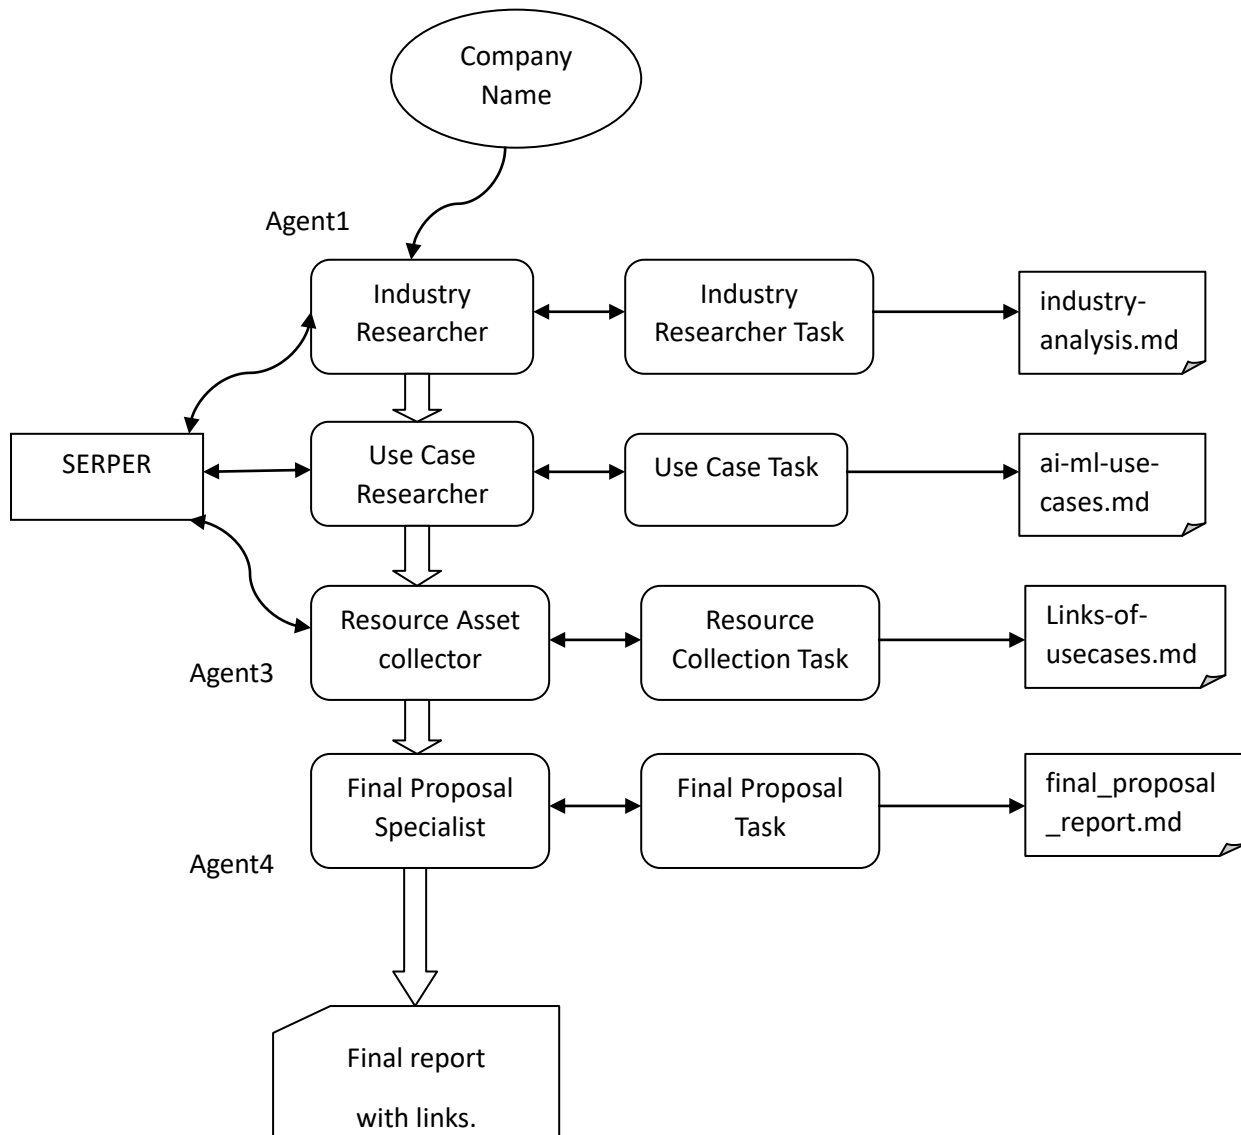 Company
Name
Agent1
Industry
Researcher
Industry
Researcher Task
industry-
analysis.md
SERPER
Use Case
Researcher
Use Case Task
ai-ml-use-
cases.md
Resource Asset
collector
Resource
Collection Task
Links-of-
usecases.md
Agent3
Final Proposal
Specialist
Final Proposal
Task
final_proposal
_report.md
Agent4
Final report
with links.